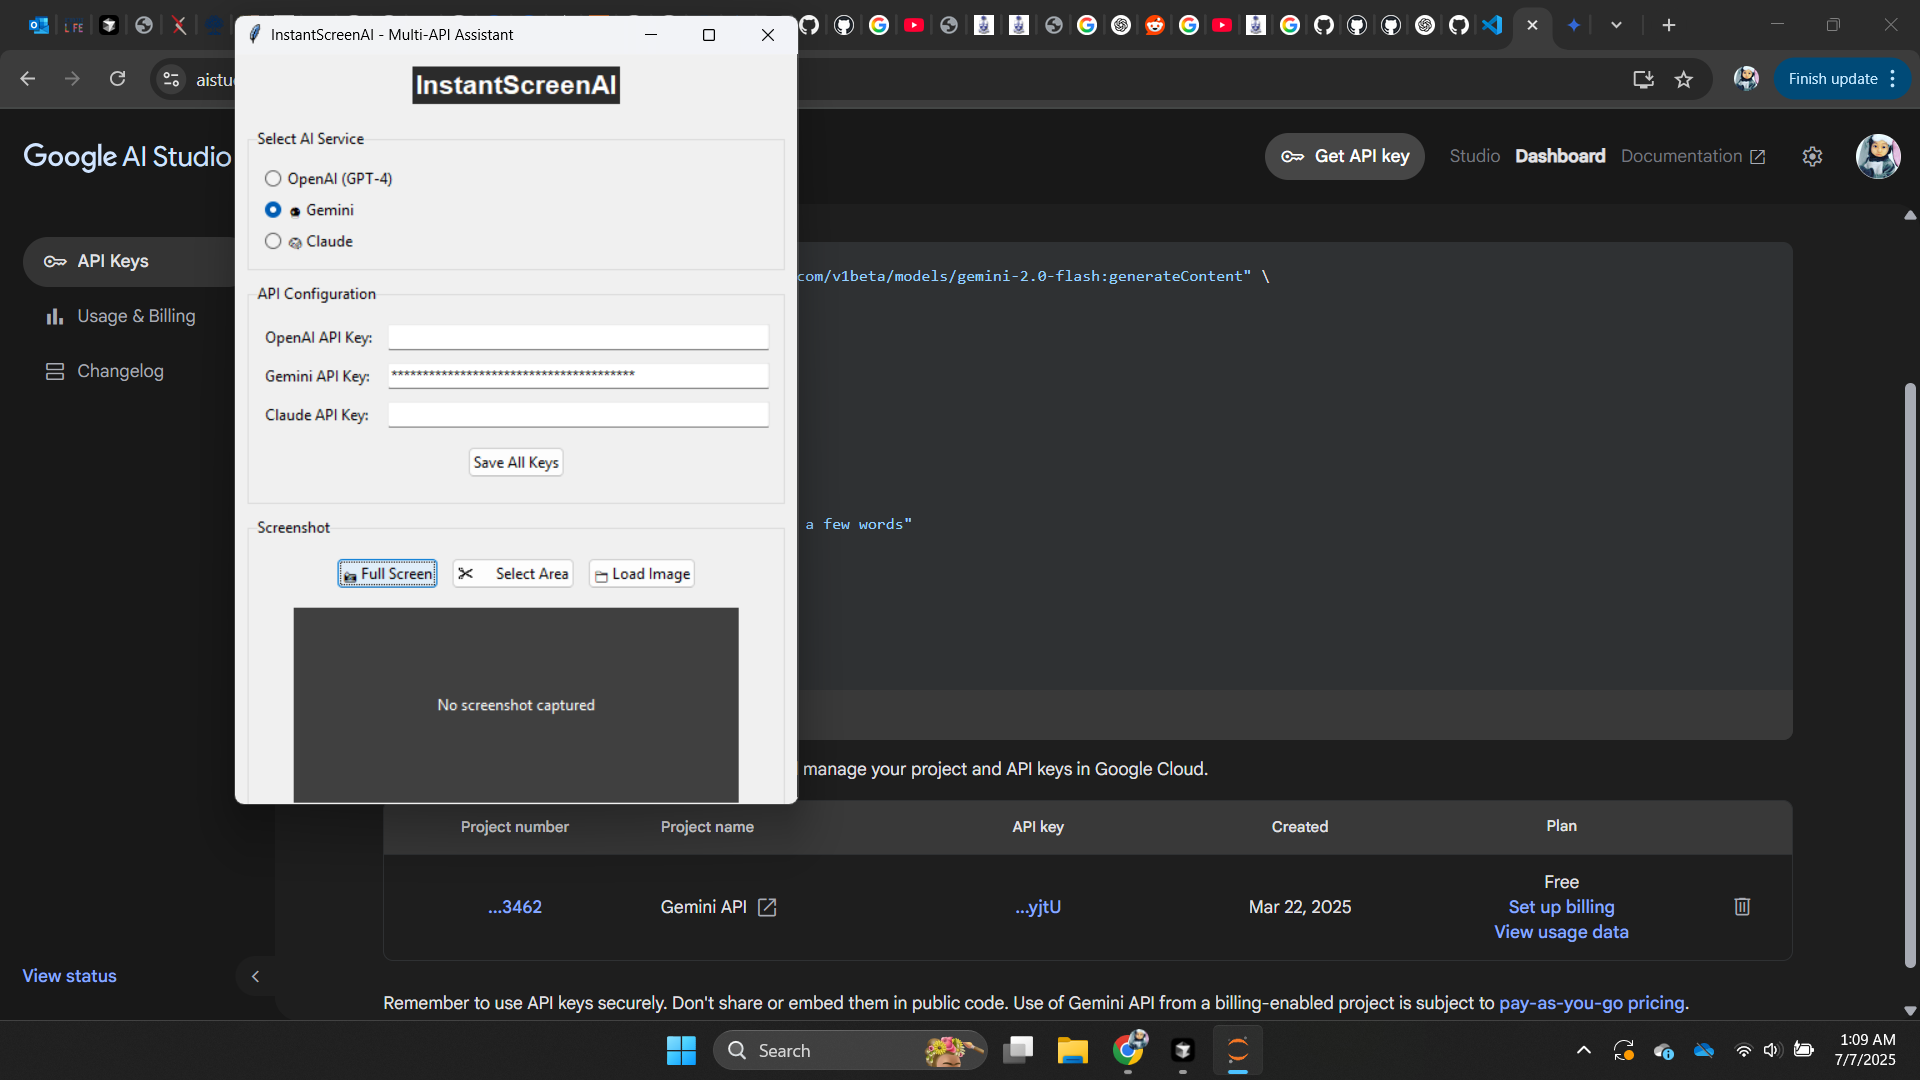 InstantScreenAI - Multi-API Assistant
InstantScreenAI
Select AI Service
OpenAI (GPT-4)
Gemini
Claude
API Configuration
OpenAI API Key:
Gemini API Key:
***************************************
Claude API Key:
Save All Keys
Screenshot
Full Screen
Select Area
Load Image
No screenshot captured
aistu
Finish update
Google AI Studio
Get API key
Studio
Dashboard
Documentation
API Keys
Usage & Billing
Changelog
View status
com/v1beta/models/gemini-2.0-flash:generateContent" \
a few words"
manage your project and API keys in Google Cloud.
Project number
Project name
API key
Created
Plan
...3462
Gemini API
...yjtU
Mar 22, 2025
Free
Set up billing
View usage data
Remember to use API keys securely. Don't share or embed them in public code. Use of Gemini API from a billing-enabled project is subject to pay-as-you-go pricing.
Search
1:09 AM
7/7/2025